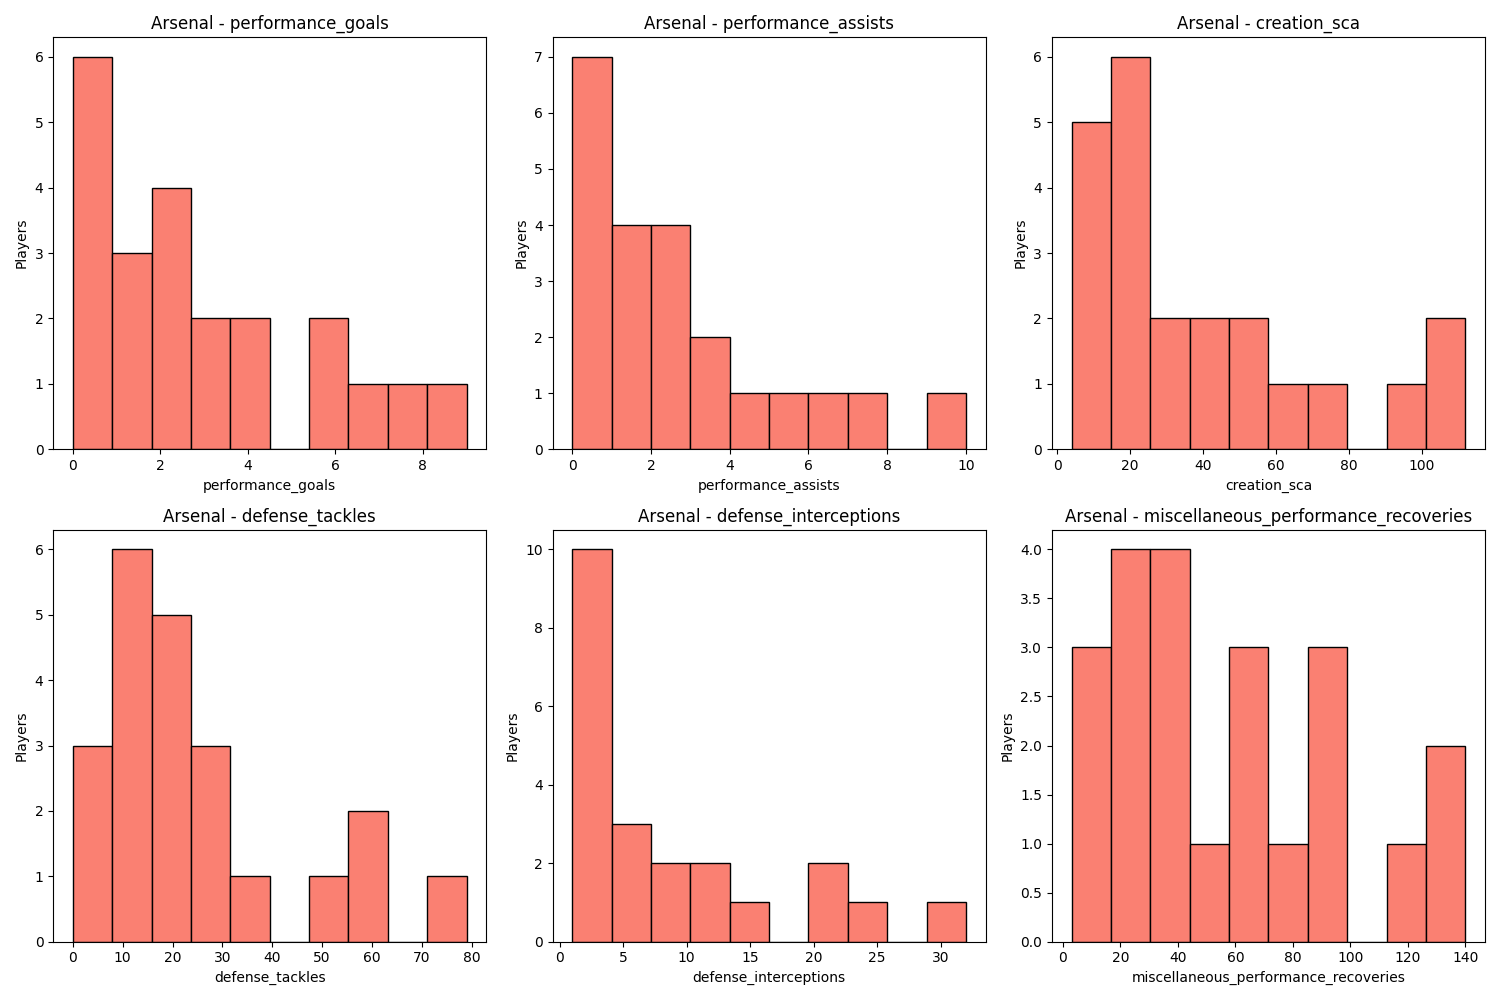 Arsenal - performance_goals
Players
6
5
4
3
2
1
0
0 2 4 6 8
performance_goals
Arsenal - performance_assists
Players
7
6
5
4
3
2
1
0
0 2 4 6 8 10
performance_assists
Arsenal - creation_sca
Players
6
5
4
3
2
1
0
0 20 40 60 80 100
creation_sca
Arsenal - defense_tackles
Players
6
5
4
3
2
1
0
0 10 20 30 40 50 60 70 80
defense_tackles
Arsenal - defense_interceptions
Players
10
8
6
4
2
0
0 5 10 15 20 25 30
defense_interceptions
Arsenal - miscellaneous_performance_recoveries
Players
4.0
3.5
3.0
2.5
2.0
1.5
1.0
0.5
0.0
0 20 40 60 80 100 120 140
miscellaneous_performance_recoveries